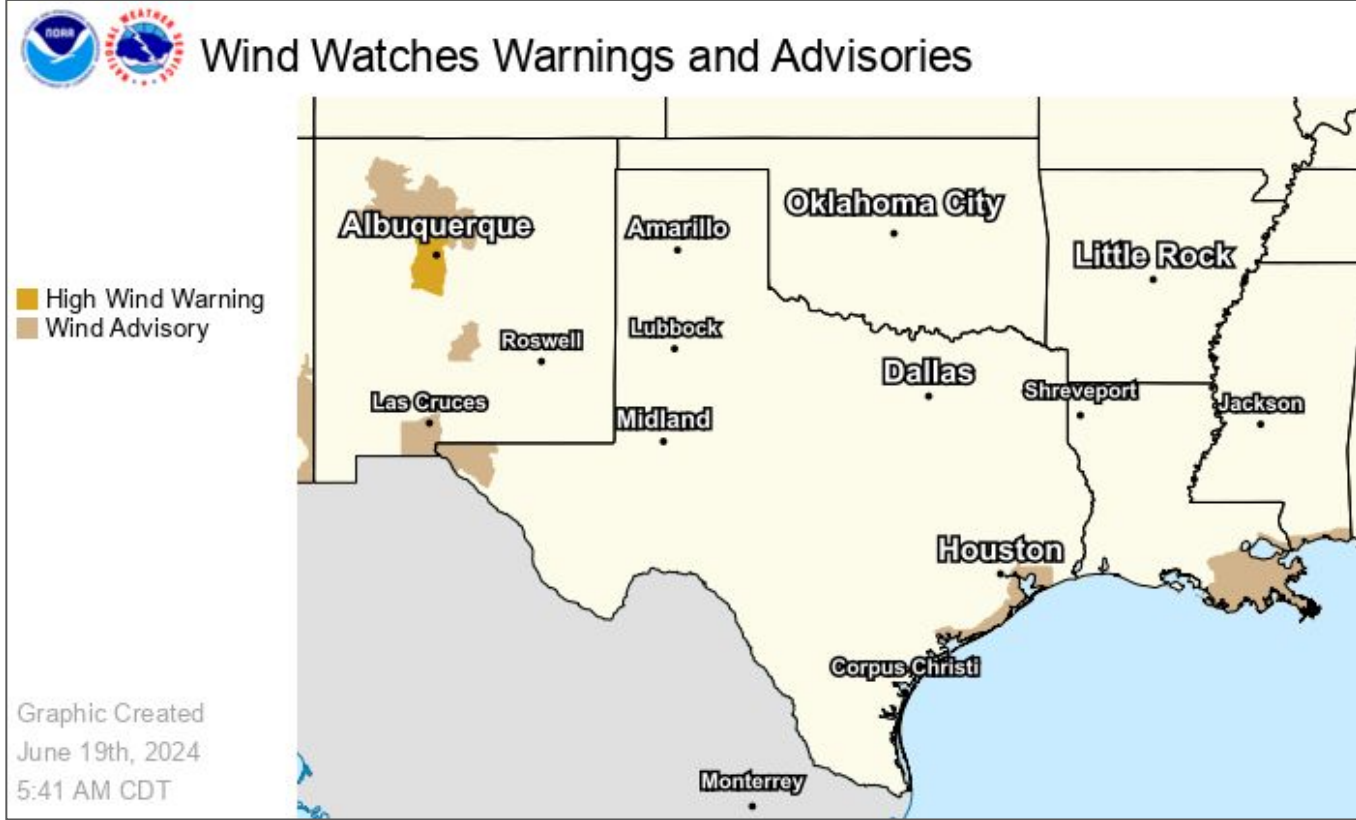 NOAA
NATIONAL WEATHER SERVICE
Wind Watches Warnings and Advisories
High Wind Warning
Wind Advisory
Albuquerque
Amarillo
Oklahoma City
Little Rock
Roswell
Lubbock
Las Cruces
Midland
Dallas
Shreveport
Jackson
Houston
Corpus Christi
Monterrey
Graphic Created
June 19th, 2024
5:41 AM CDT